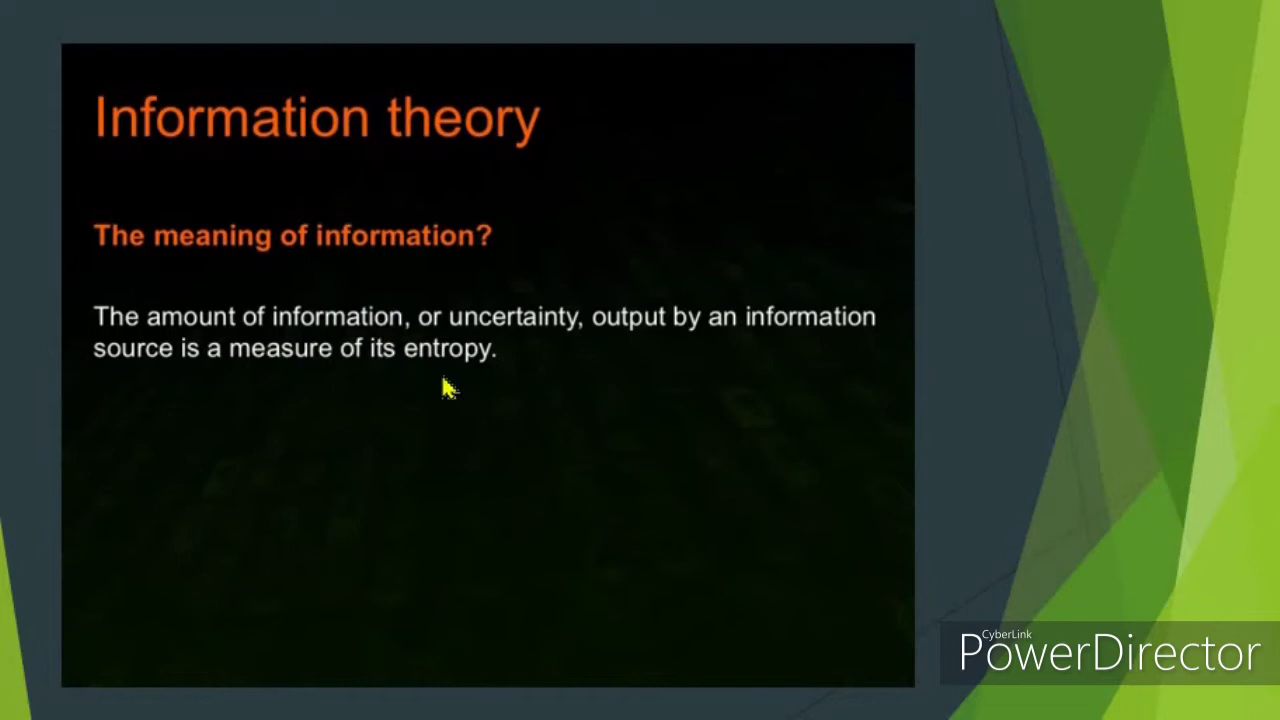 Information theory
The meaning of information?
The amount of information, or uncertainty, output by an information
source is a measure of its entropy.
CyberLink
PowerDirector